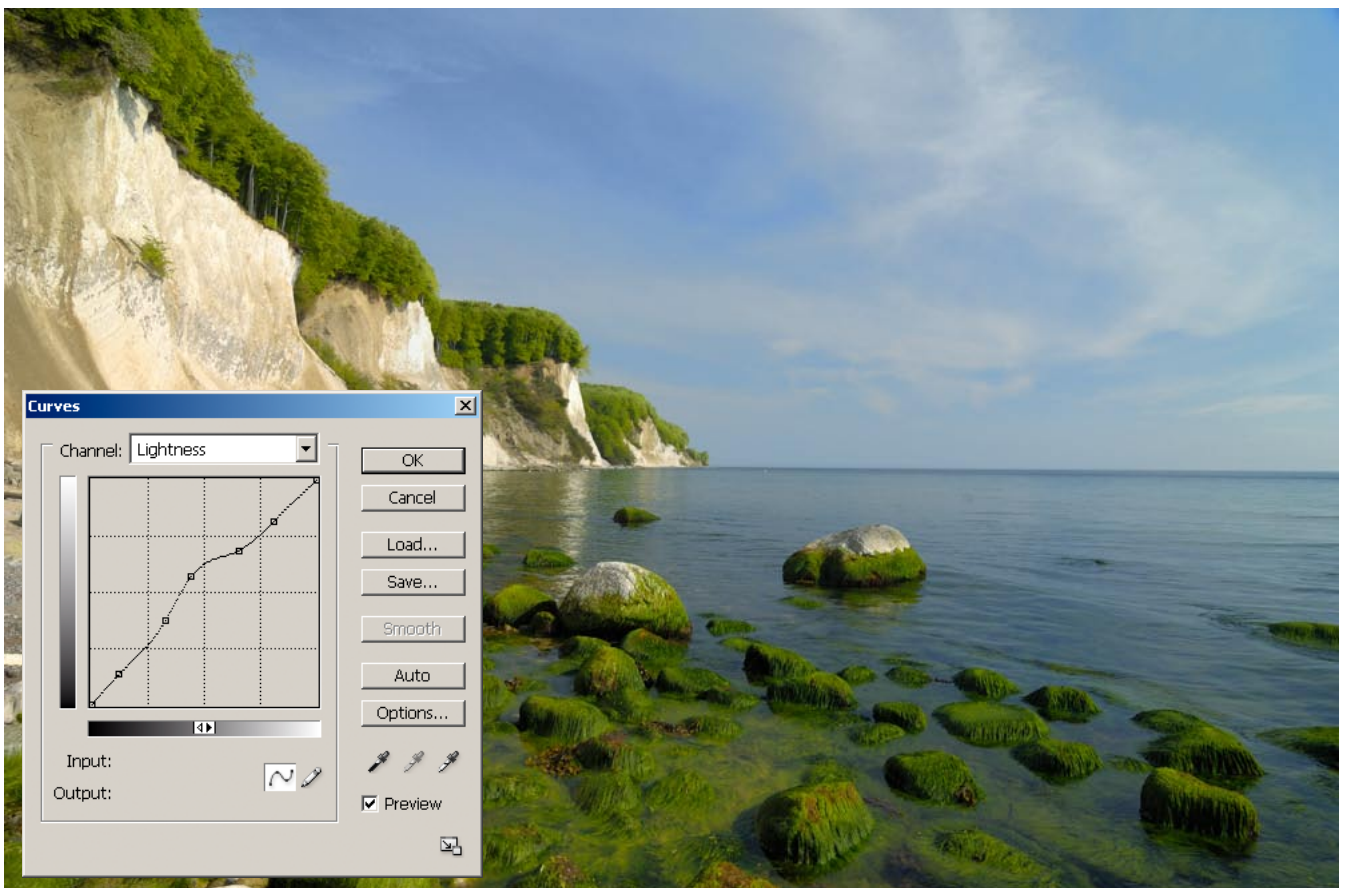 Curves
Channel: Lightness
OK
Cancel
Load...
Save...
Smooth
Auto
Options...
Input:
Output:
Preview